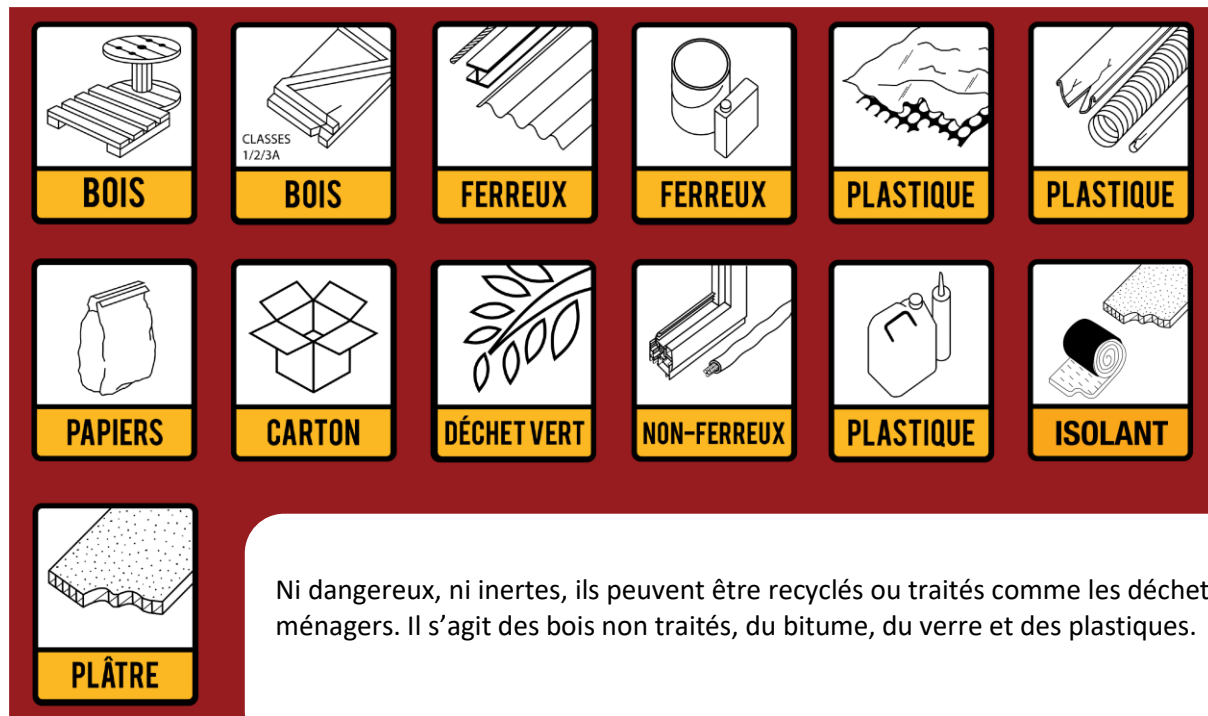 CLASSES
1/2/3A
BOIS
BOIS
FERREUX
FERREUX
PLASTIQUE
PLASTIQUE
PAPIERS
CARTON
DÉCHET VERT
NON-FERREUX
PLASTIQUE
ISOLANT
PLÂTRE
Ni dangereux, ni inertes, ils peuvent être recyclés ou traités comme les déchet
ménagers. Il s’agit des bois non traités, du bitume, du verre et des plastiques.